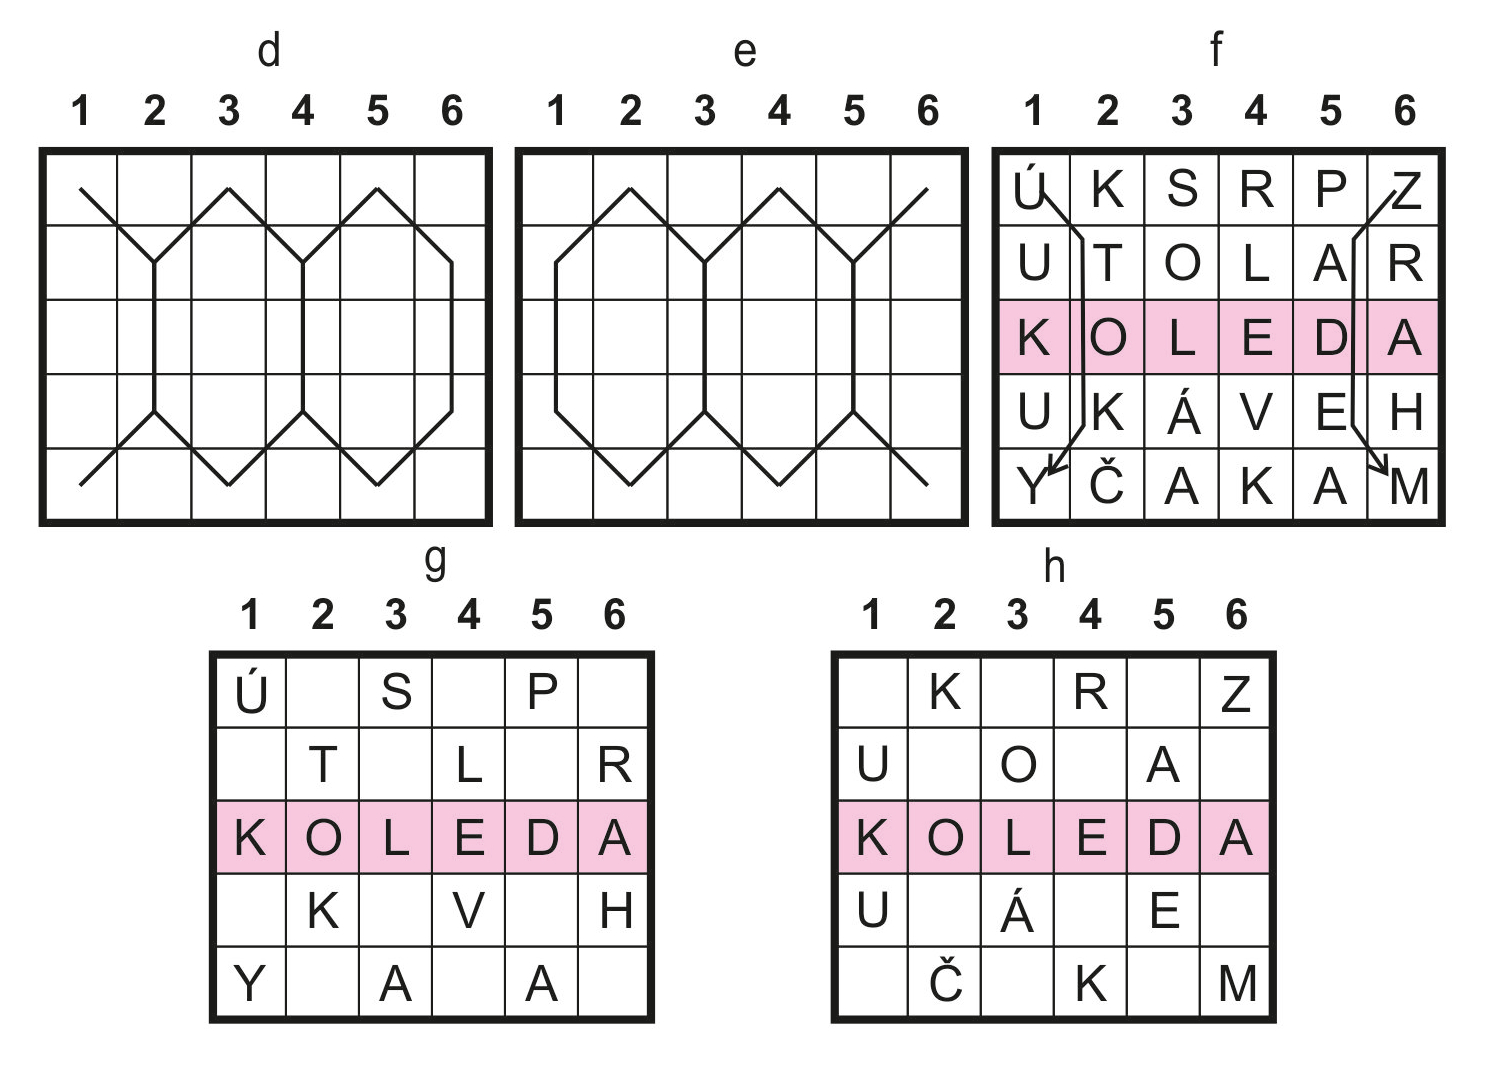 d e f
1 2 3 4 5 6 1 2 3 4 5 6 1 2 3 4 5 6
Ú K S R P Z
U T O L A R
K O L E D A
U K Á V E H
Y Č A K A M
g h
1 2 3 4 5 6 1 2 3 4 5 6
Ú S P K R Z
T L R U O A
K O L E D A K O L E D A
K V H U Á E
Y A A Č K M